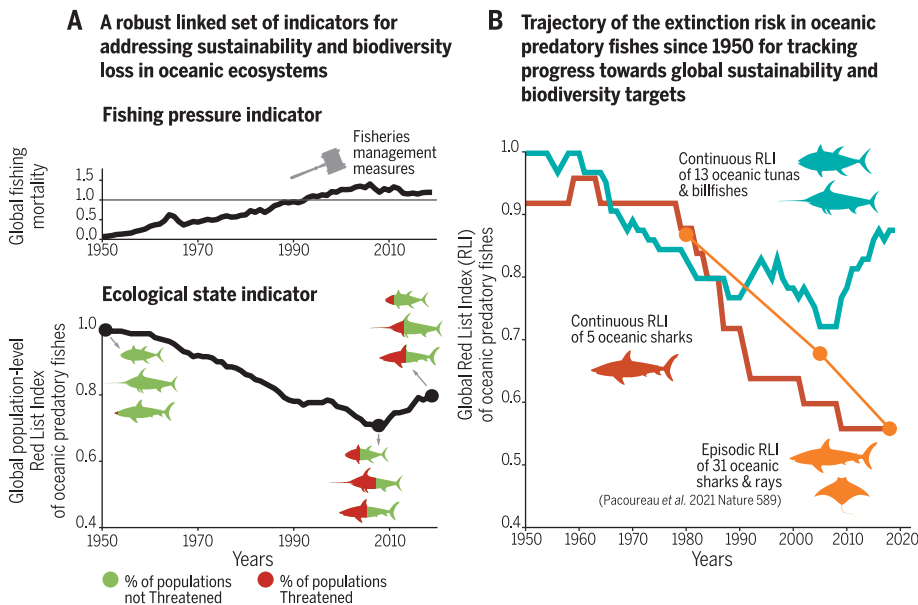 A A robust linked set of indicators for
addressing sustainability and biodiversity
loss in oceanic ecosystems
Fishing pressure indicator
Fisheries
management
measures
Global fishing
mortality
1.5
1.0
0.5
0.0
1950
1970
1990
2010
Ecological state indicator
Global population-level
Red List Index
of oceanic predatory fishes
1.0
0.8
0.6
0.4
1950
1970
1990
2010
Years
% of populations
not Threatened
% of populations
Threatened
B Trajectory of the extinction risk in oceanic
predatory fishes since 1950 for tracking
progress towards global sustainability and
biodiversity targets
Global Red List Index (RLI)
of oceanic predatory fishes
1.0
0.9
0.8
0.7
0.6
0.5
0.4
Continuous RLI
of 13 oceanic tunas
& billfishes
Continuous RLI
of 5 oceanic sharks
Episodic RLI
of 31 oceanic
sharks & rays
(Pacoureau et al. 2021 Nature 589)
1950
1960
1970
1980
1990
2000
2010
2020
Years